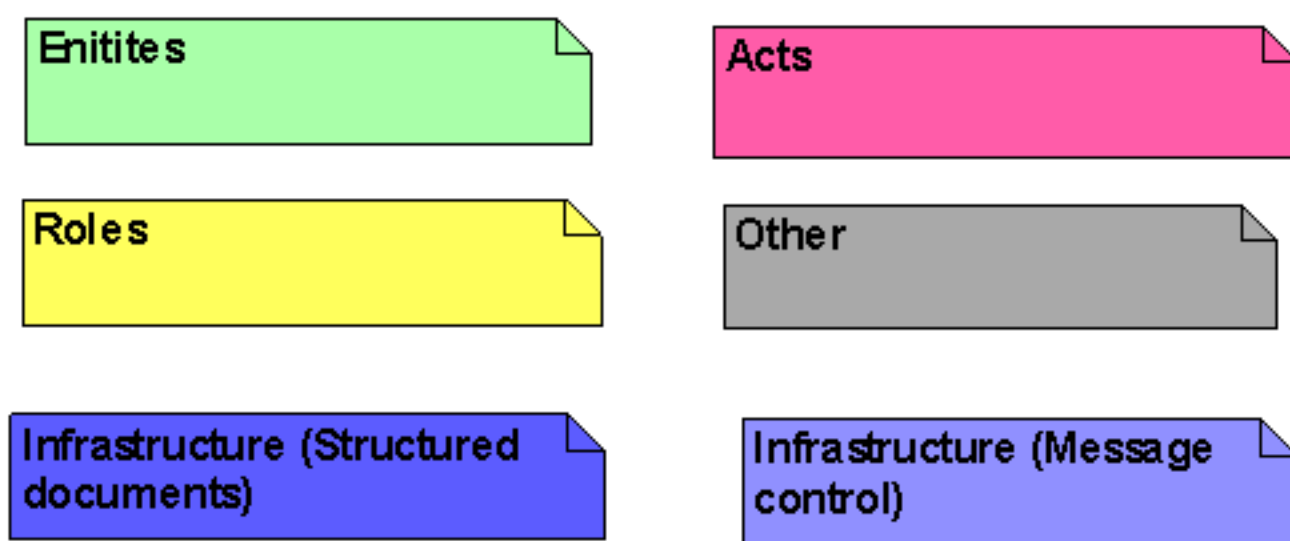 Enitites
Acts
Roles
Other
Infrastructure (Structured
documents)
Infrastructure (Message
control)